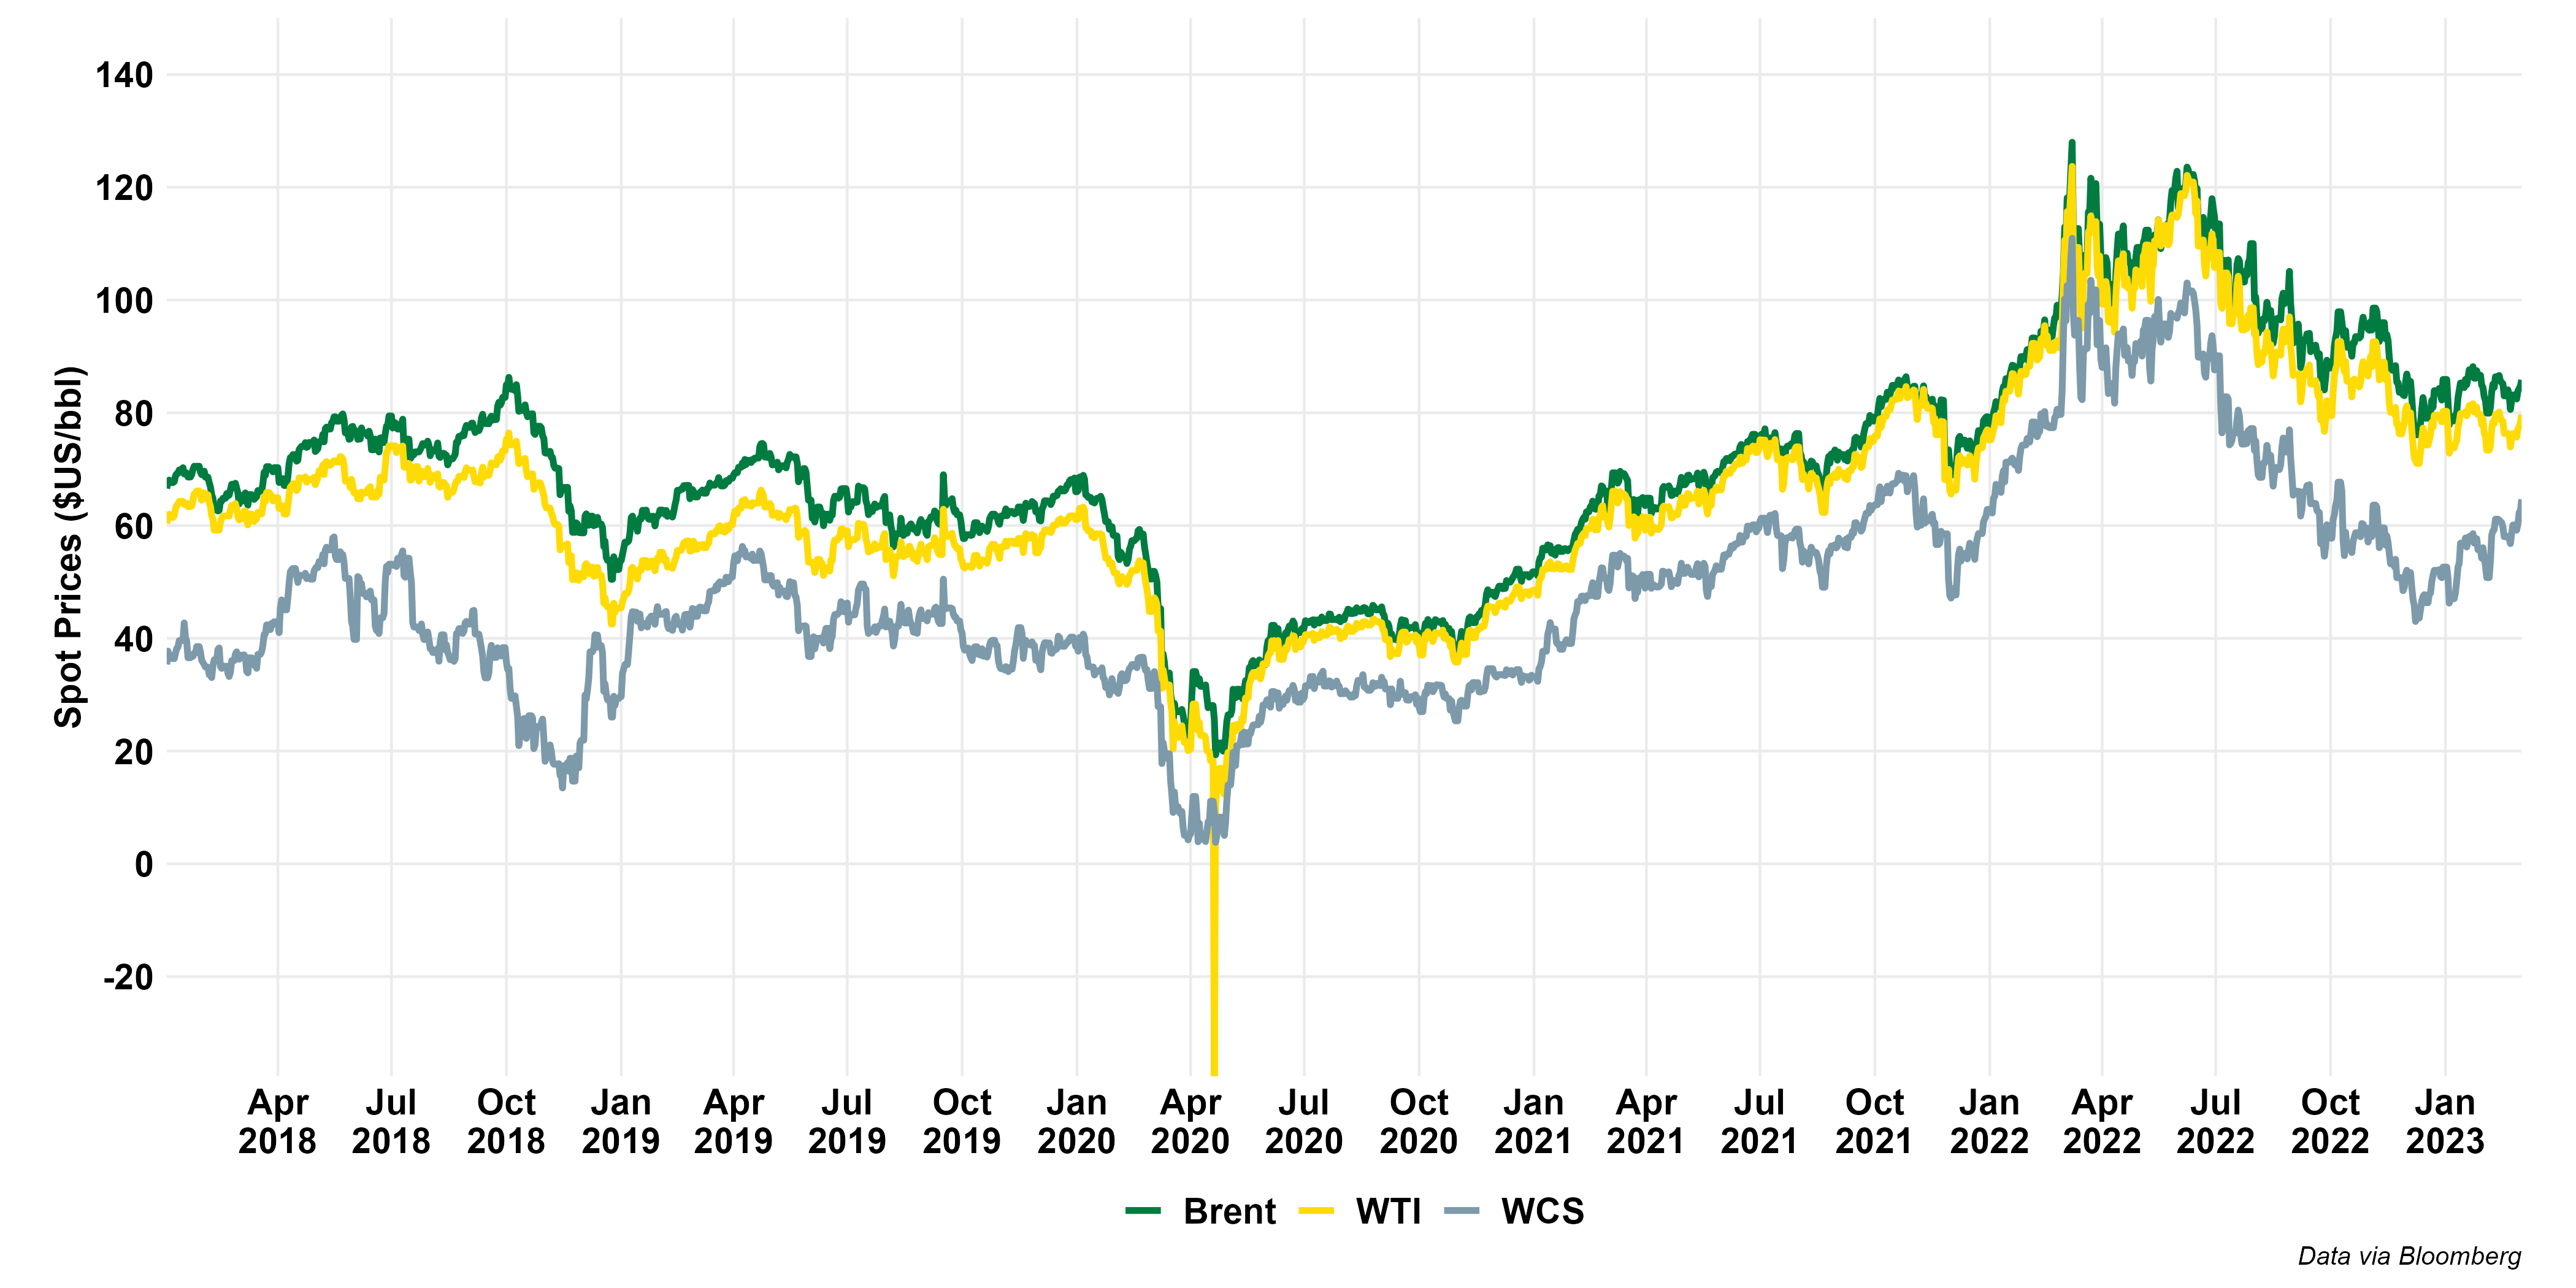 Spot Prices ($US/bbl)
140
120
100
80
60
40
20
0
-20
Apr 2018
Jul 2018
Oct 2018
Jan 2019
Apr 2019
Jul 2019
Oct 2019
Jan 2020
Apr 2020
Jul 2020
Oct 2020
Jan 2021
Apr 2021
Jul 2021
Oct 2021
Jan 2022
Apr 2022
Jul 2022
Oct 2022
Jan 2023
Brent WTI WCS
Data via Bloomberg